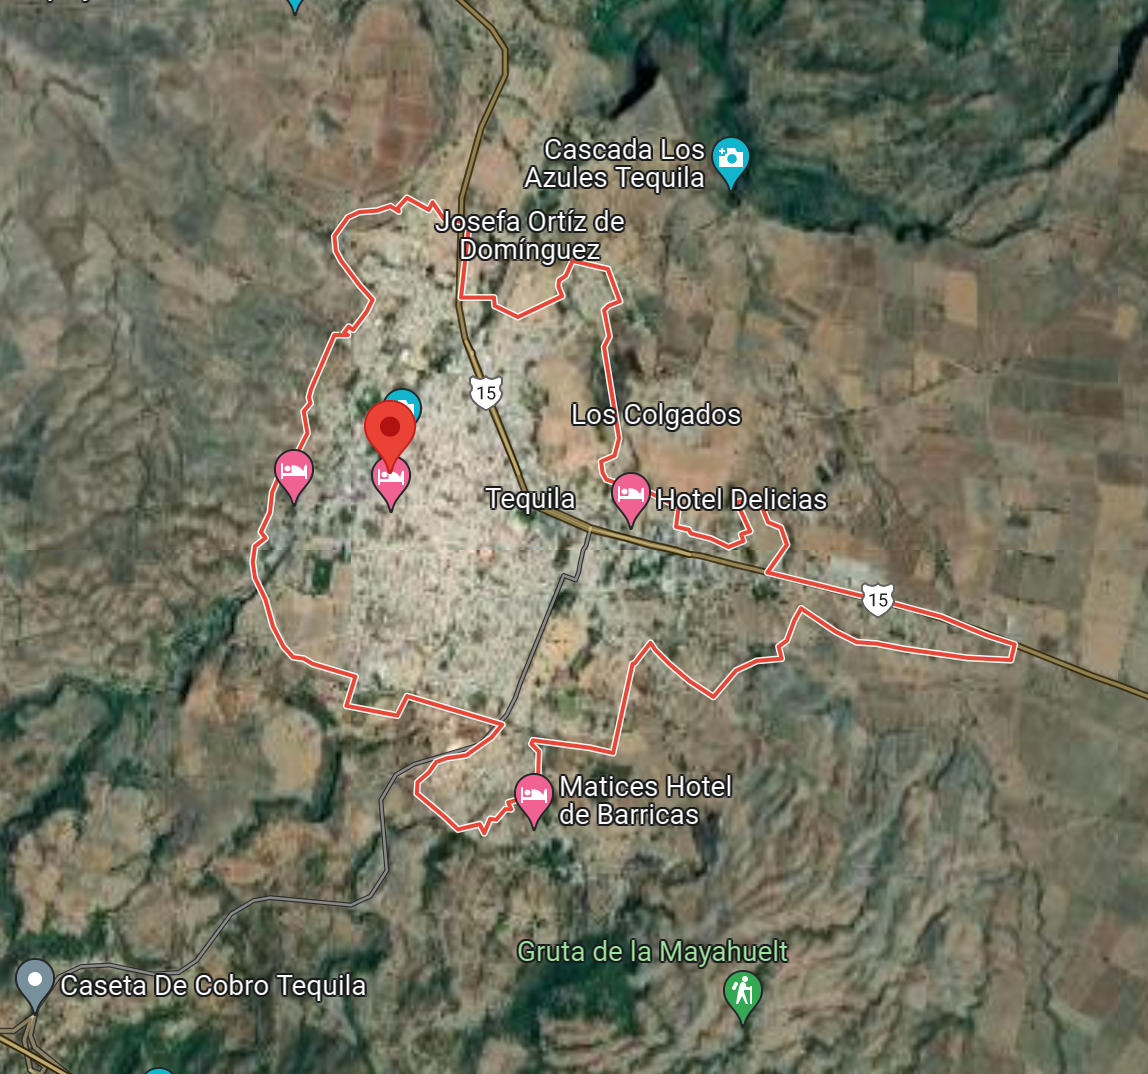 Cascada Los
Azules Tequila
Josefa Ortíz de
Domínguez
15
Los Colgados
Tequila
Hotel Delicias
15
Matices Hotel
de Barricas
Gruta de la Mayahuelt
Caseta De Cobro Tequila